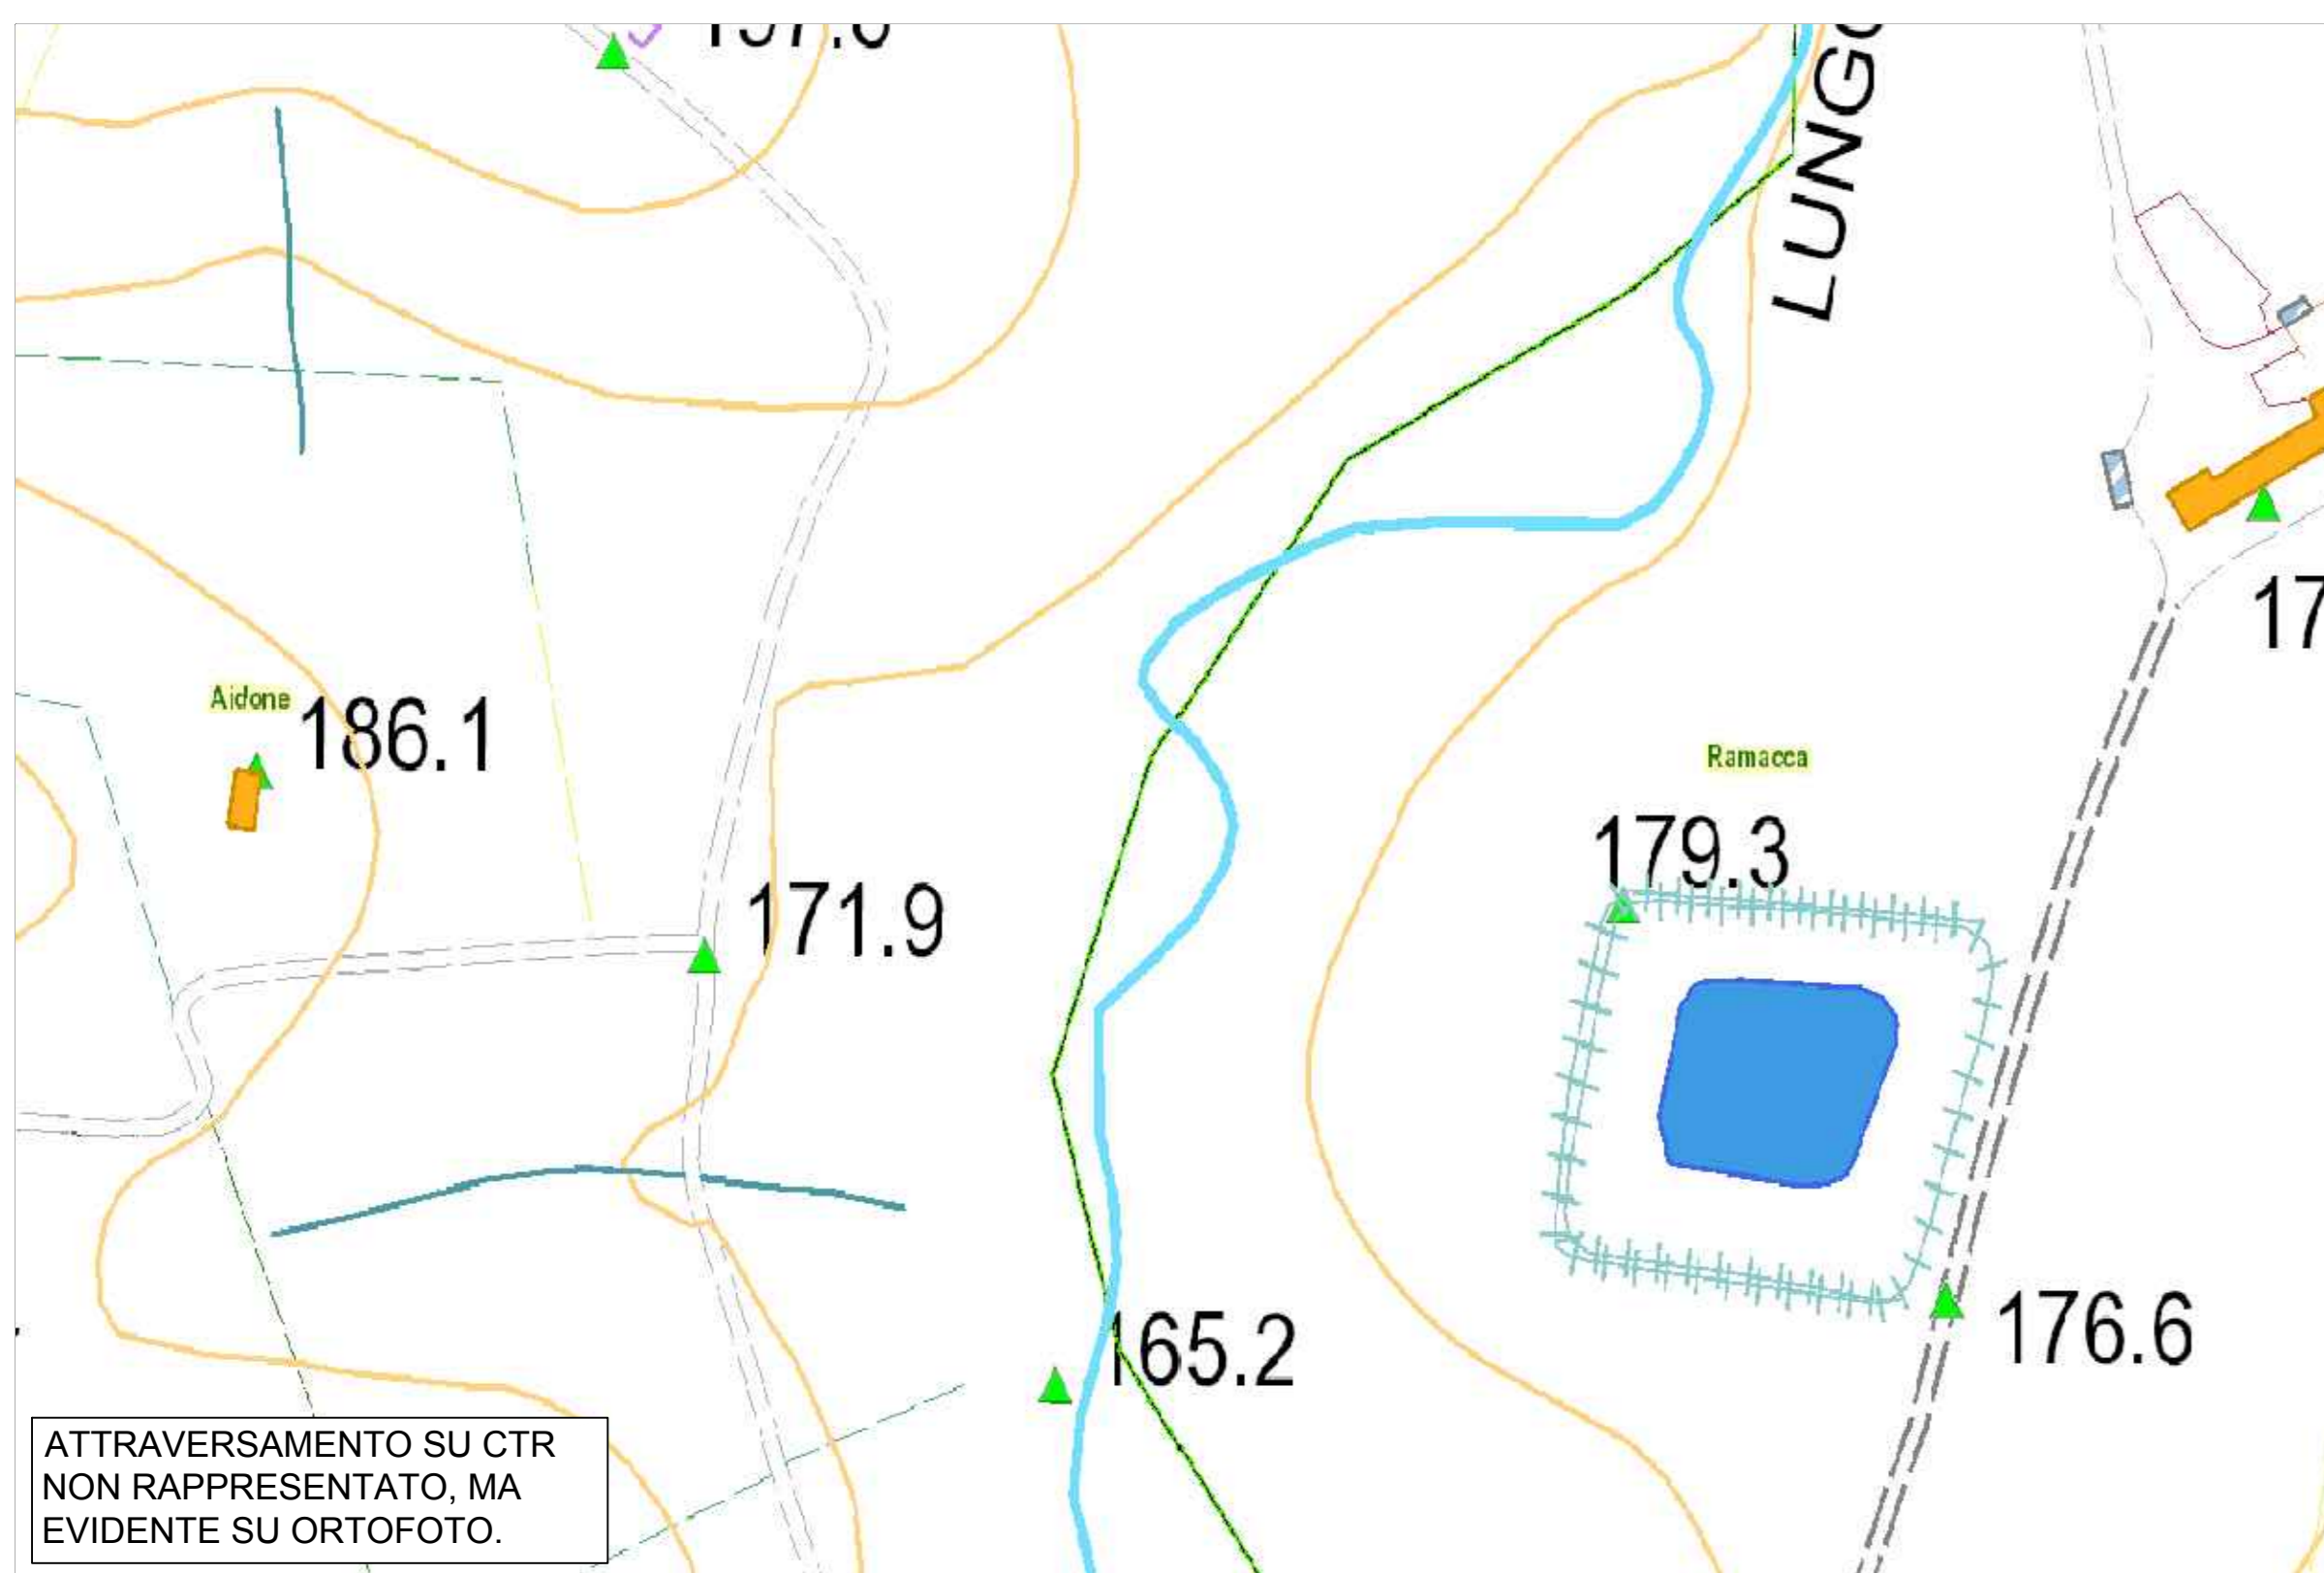 LUNG
Aidone
186.1
Ramacca
179.3
171.9
17
165.2
176.6
ATTRAVERSAMENTO SU CTR
NON RAPPRESENTATO, MA
EVIDENTE SU ORTOFOTO.